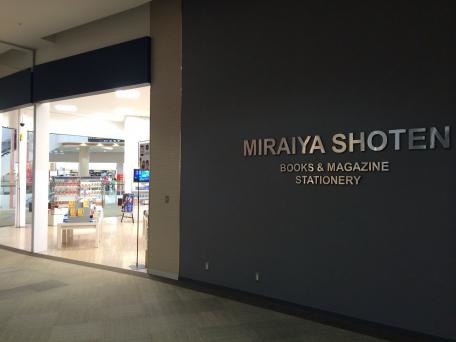 MIRAIYA SHOTEN
BOOKS & MAGAZINE
STATIONERY